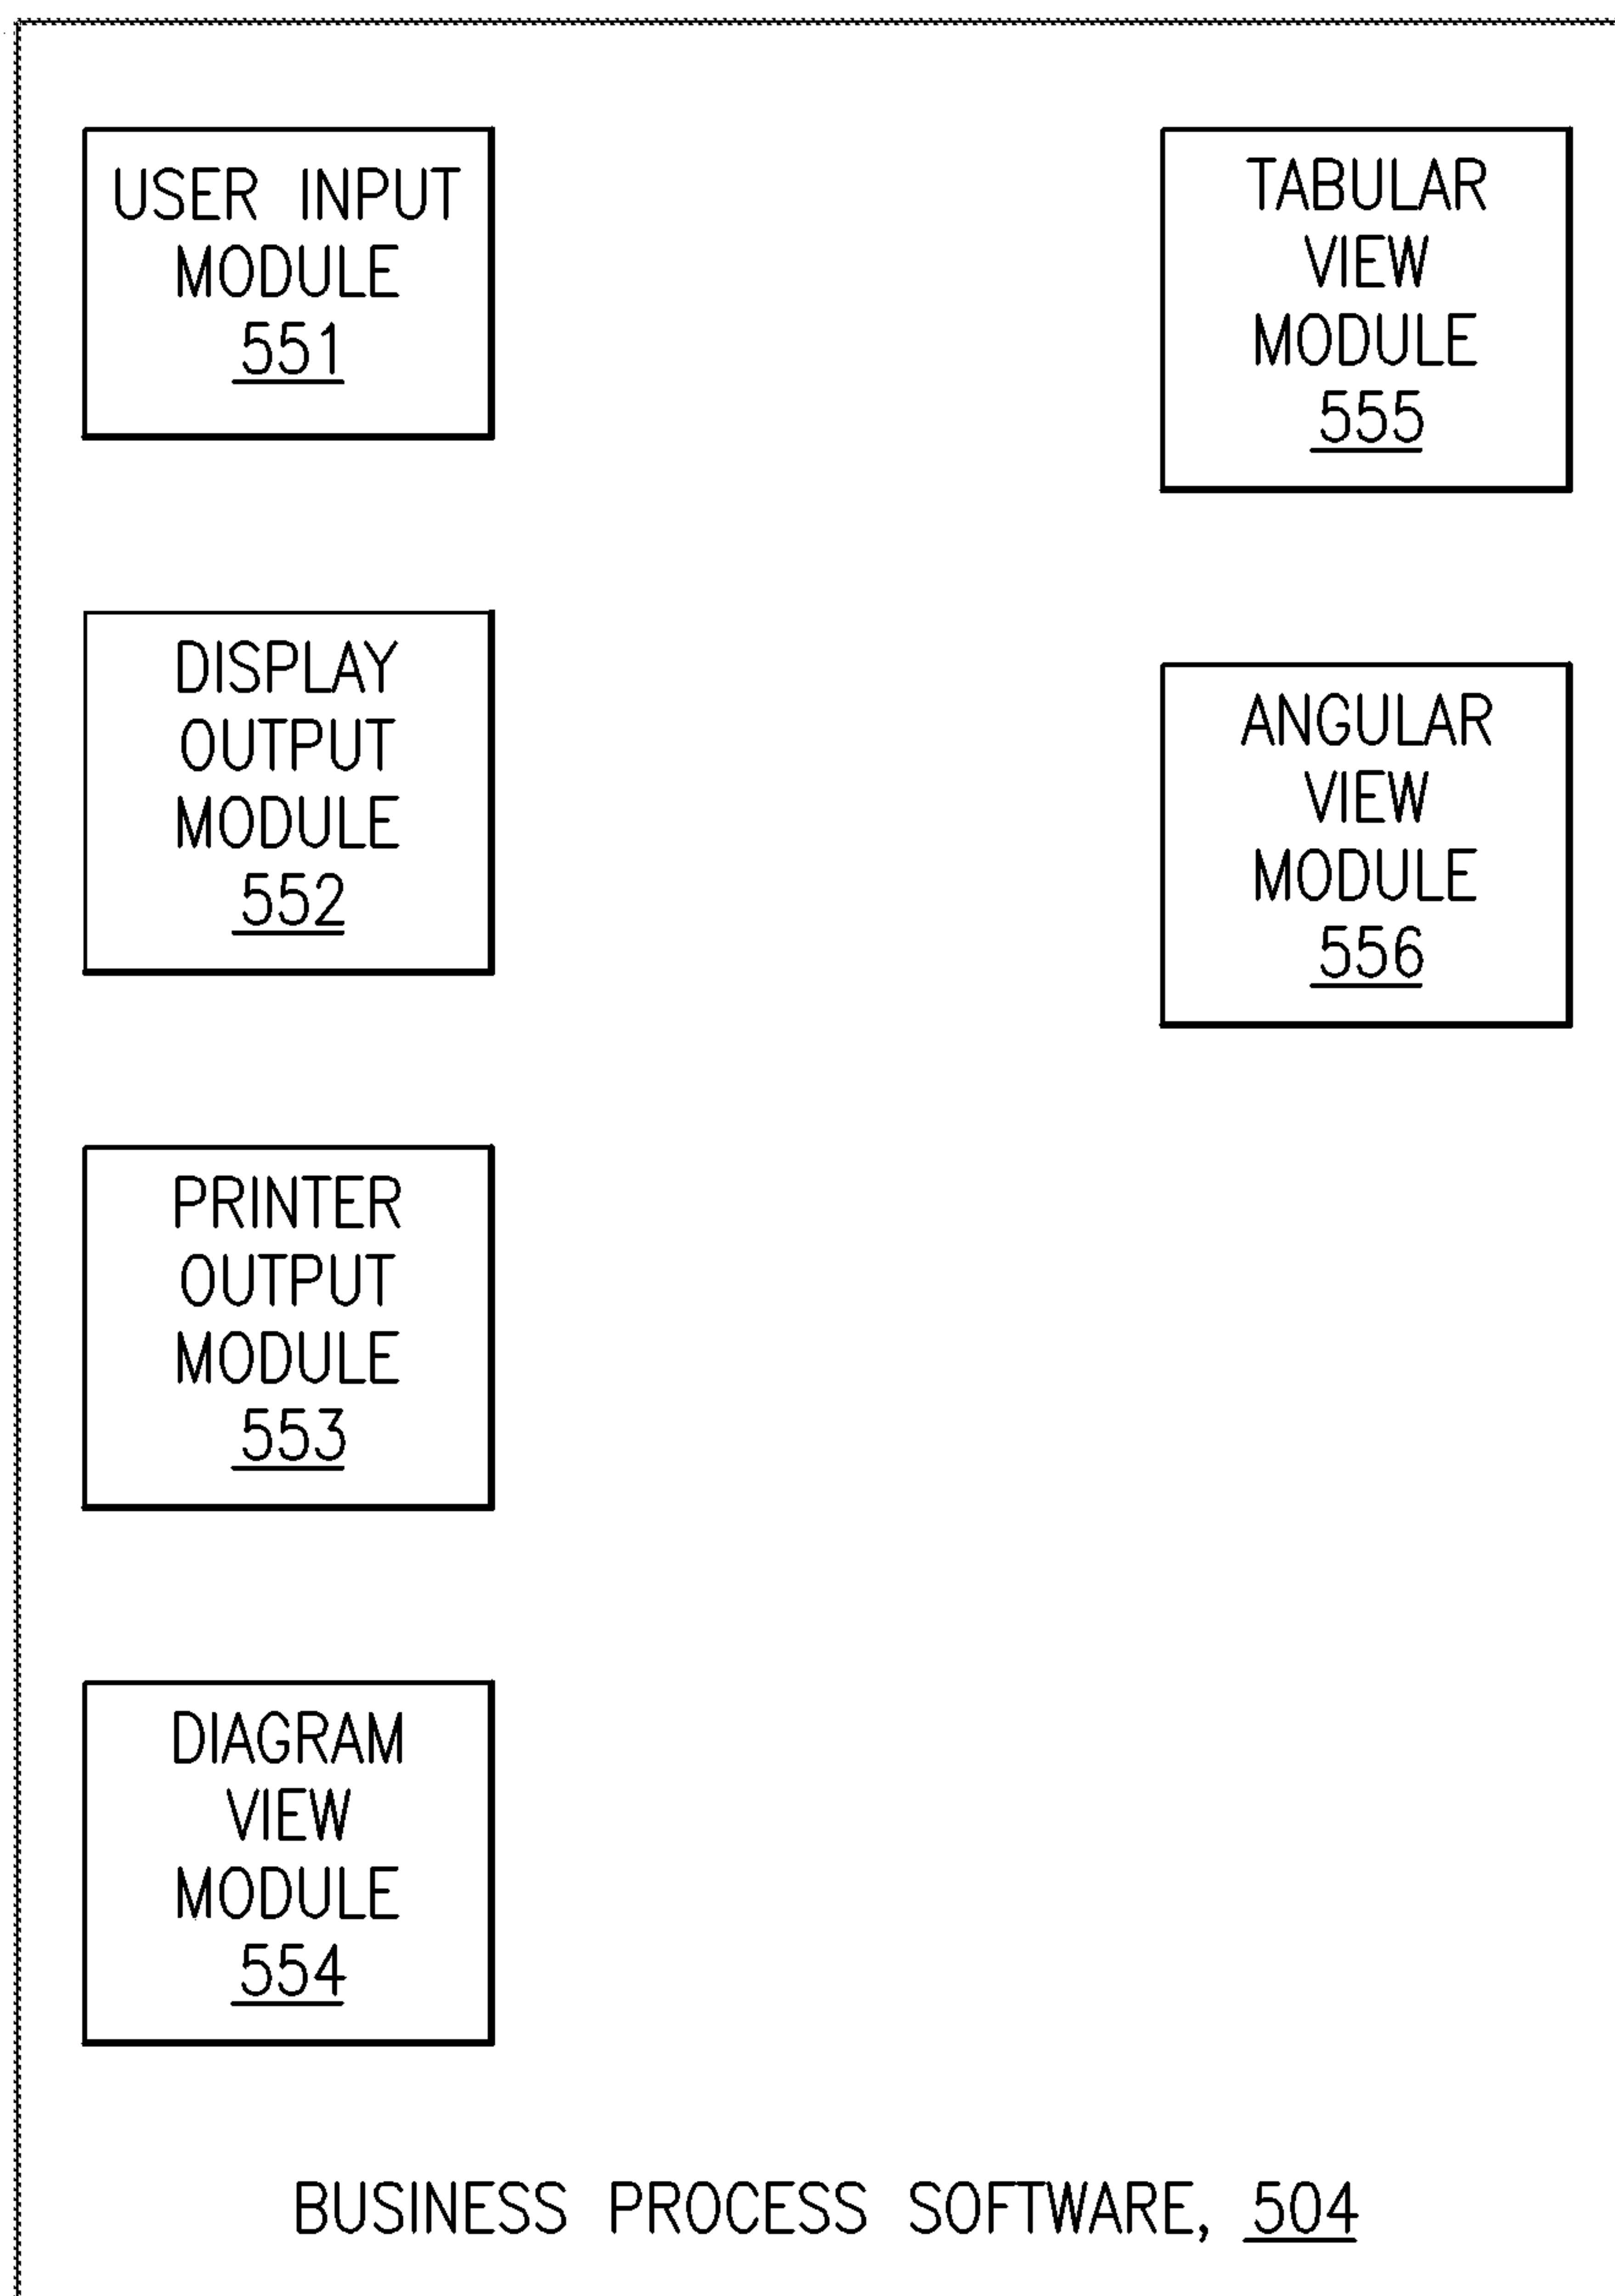 USER INPUT
MODULE
551
DISPLAY
OUTPUT
MODULE
552
PRINTER
OUTPUT
MODULE
553
DIAGRAM
VIEW
MODULE
554
TABULAR
VIEW
MODULE
555
ANGULAR
VIEW
MODULE
556
BUSINESS PROCESS SOFTWARE, 504